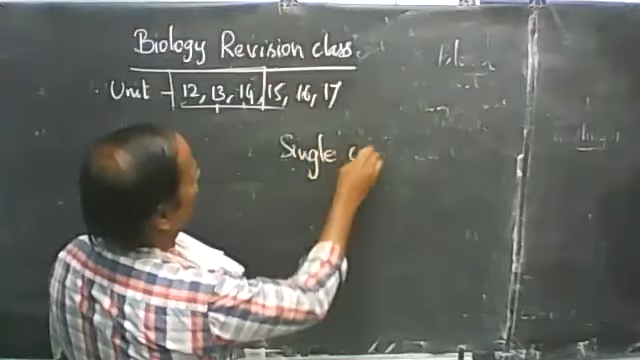 Biology Revision class
Unit - 12, 13, 14, 15, 16, 17
Single